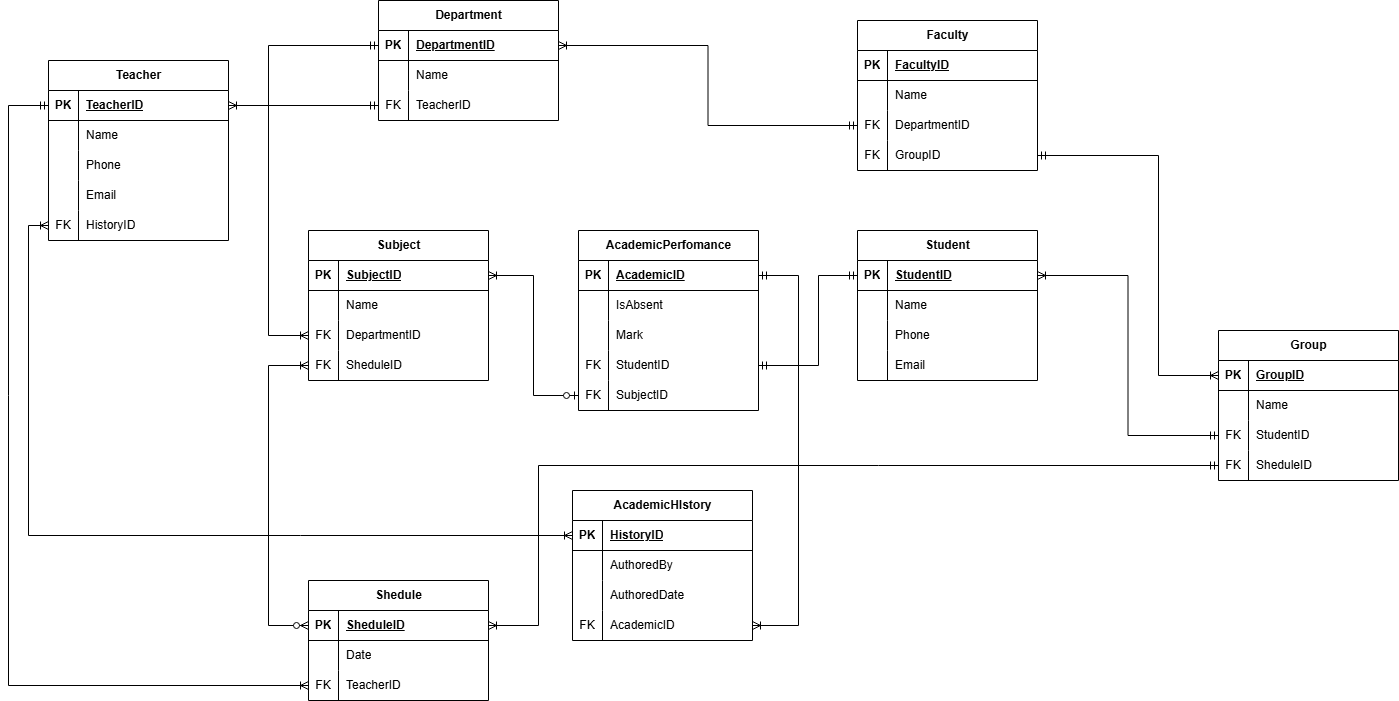 Department
PK DepartmentID
Name
FK TeacherID
Faculty
PK FacultyID
Name
FK DepartmentID
FK GroupID
Teacher
PK TeacherID
Name
Phone
Email
FK HistoryID
Subject
PK SubjectID
Name
FK DepartmentID
FK SheduleID
AcademicPerfomance
PK AcademicID
IsAbsent
Mark
FK StudentID
FK SubjectID
Student
PK StudentID
Name
Phone
Email
Group
PK GroupID
Name
FK StudentID
FK SheduleID
AcademicHIstory
PK HistoryID
AuthoredBy
AuthoredDate
FK AcademicID
Shedule
PK SheduleID
Date
FK TeacherID